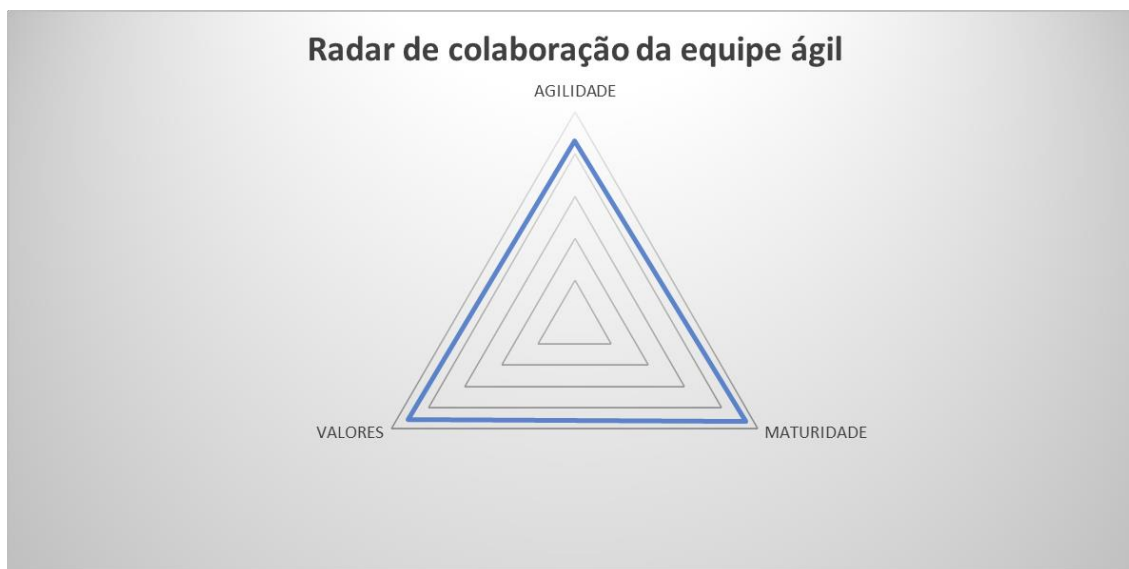 Radar de colaboração da equipe ágil
AGILIDADE
VALORES
MATURIDADE